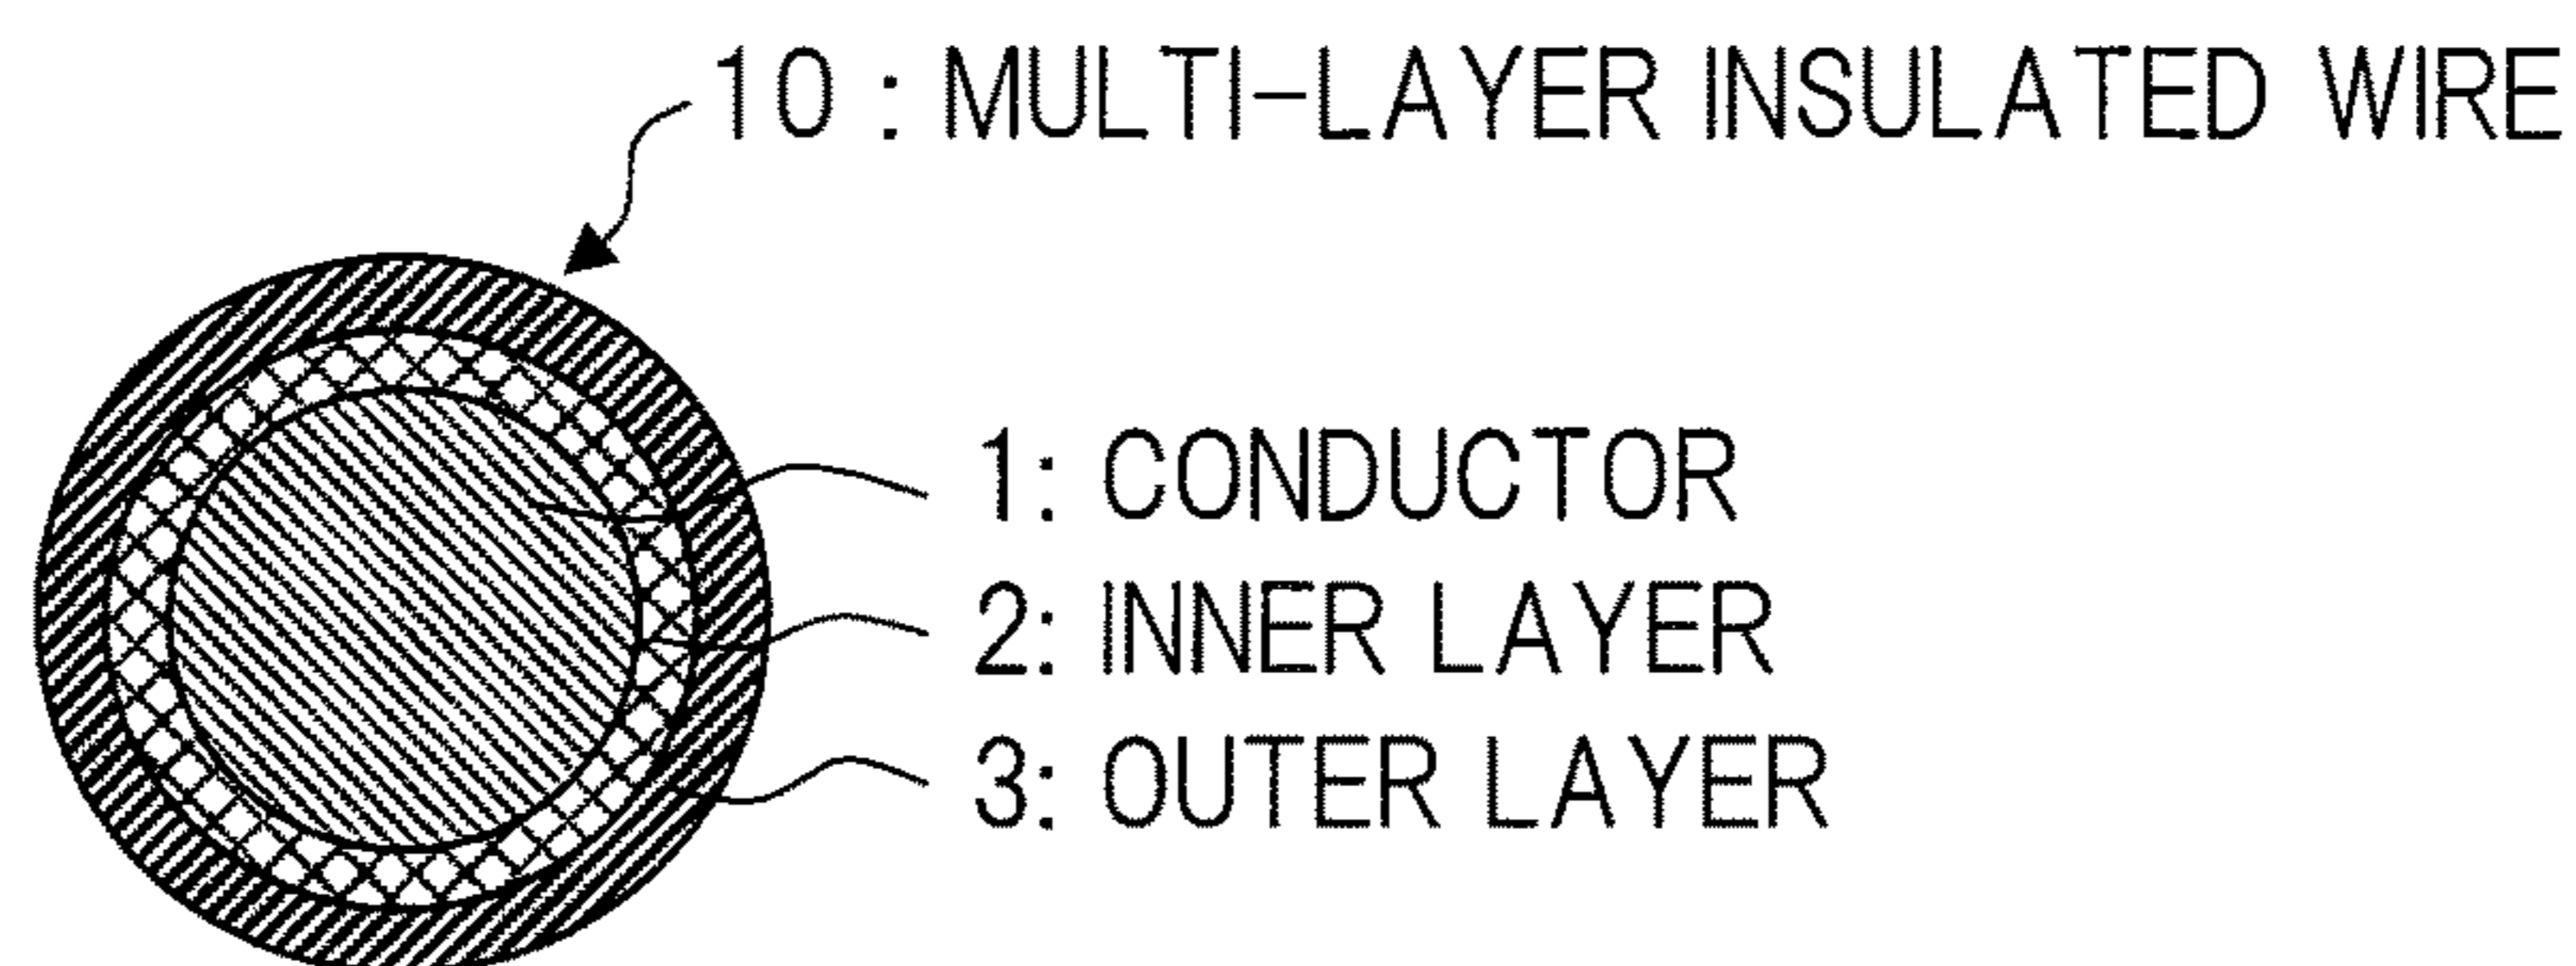 10 : MULTI-LAYER INSULATED WIRE
1: CONDUCTOR
2: INNER LAYER
3: OUTER LAYER